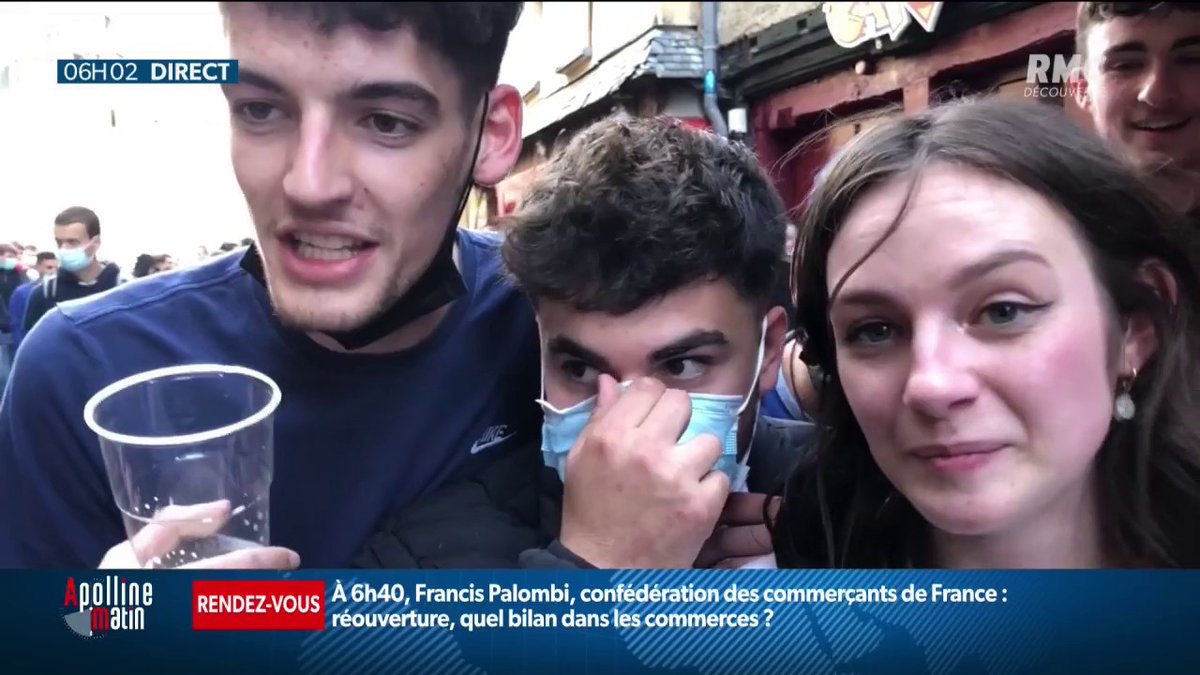 06H02 DIRECT
RMC
DÉCOUVERTE
NIKE
Apolline
Matin
RENDEZ-VOUS
À 6h40, Francis Palombi, confédération des commerçants de France :
réouverture, quel bilan dans les commerces ?